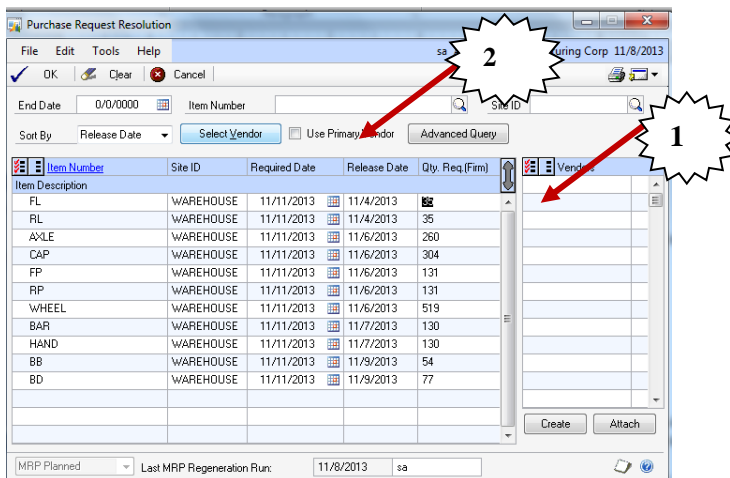 Purchase Request Resolution
File Edit Tools Help sa uring Corp 11/8/2013
OK Clear Cancel
2
End Date 0/0/0000 Item Number Site ID
1
Sort By Release Date Select Vendor Use Primary Vendor Advanced Query
Item Number Site ID Required Date Release Date Qty. Req.(Firm) Vendors
Item Description
FL WAREHOUSE 11/11/2013 11/4/2013
RL WAREHOUSE 11/11/2013 11/4/2013 35
AXLE WAREHOUSE 11/11/2013 11/6/2013 260
CAP WAREHOUSE 11/11/2013 11/6/2013 304
FP WAREHOUSE 11/11/2013 11/6/2013 131
RP WAREHOUSE 11/11/2013 11/6/2013 131
WHEEL WAREHOUSE 11/11/2013 11/6/2013 519
BAR WAREHOUSE 11/11/2013 11/7/2013 130
HAND WAREHOUSE 11/11/2013 11/7/2013 130
BB WAREHOUSE 11/11/2013 11/9/2013 54
BD WAREHOUSE 11/11/2013 11/9/2013 77
Create Attach
MRP Planned Last MRP Regeneration Run: 11/8/2013 sa